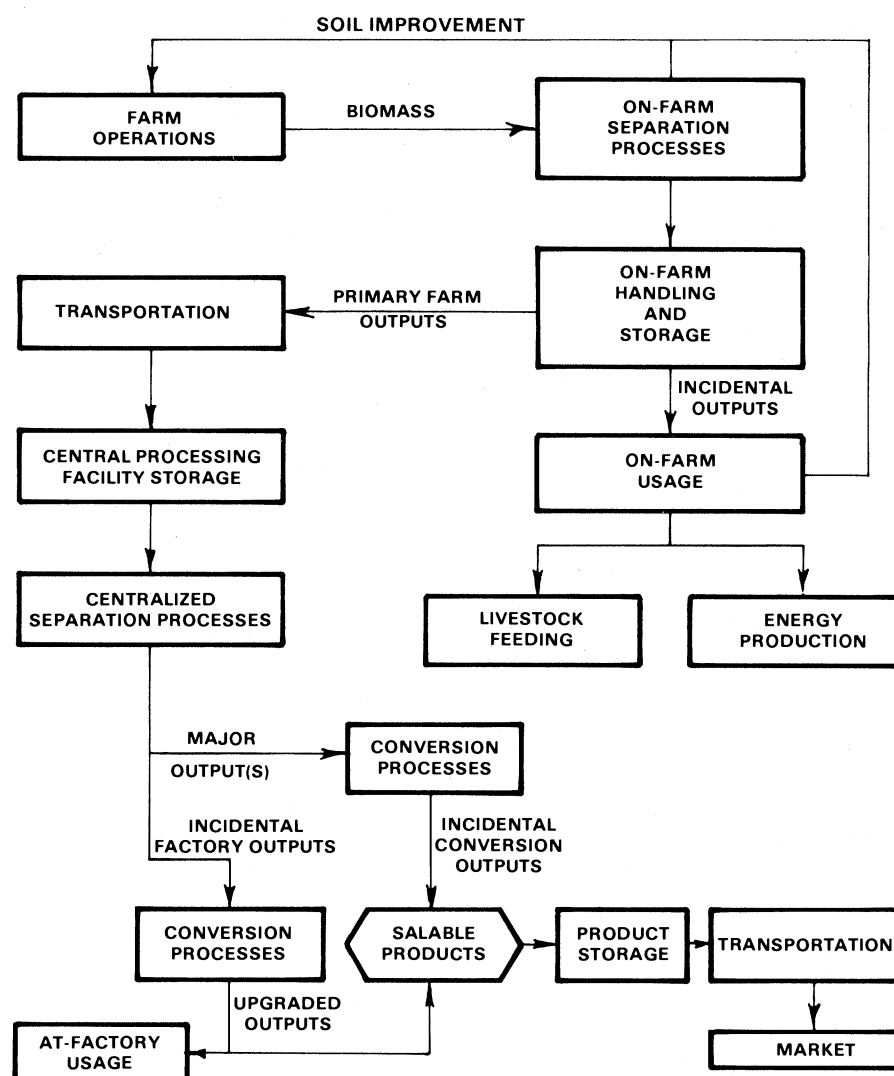 SOIL IMPROVEMENT
FARM
OPERATIONS
BIOMASS
ON-FARM
SEPARATION
PROCESSES
TRANSPORTATION
PRIMARY FARM
OUTPUTS
ON-FARM
HANDLING
AND
STORAGE
INCIDENTAL
OUTPUTS
CENTRAL PROCESSING
FACILITY STORAGE
ON-FARM
USAGE
CENTRALIZED
SEPARATION PROCESSES
LIVESTOCK
FEEDING
ENERGY
PRODUCTION
MAJOR
OUTPUT(S)
CONVERSION
PROCESSES
INCIDENTAL
FACTORY OUTPUTS
INCIDENTAL
CONVERSION
OUTPUTS
CONVERSION
PROCESSES
SALABLE
PRODUCTS
PRODUCT
STORAGE
TRANSPORTATION
UPGRADED
OUTPUTS
AT-FACTORY
USAGE
MARKET